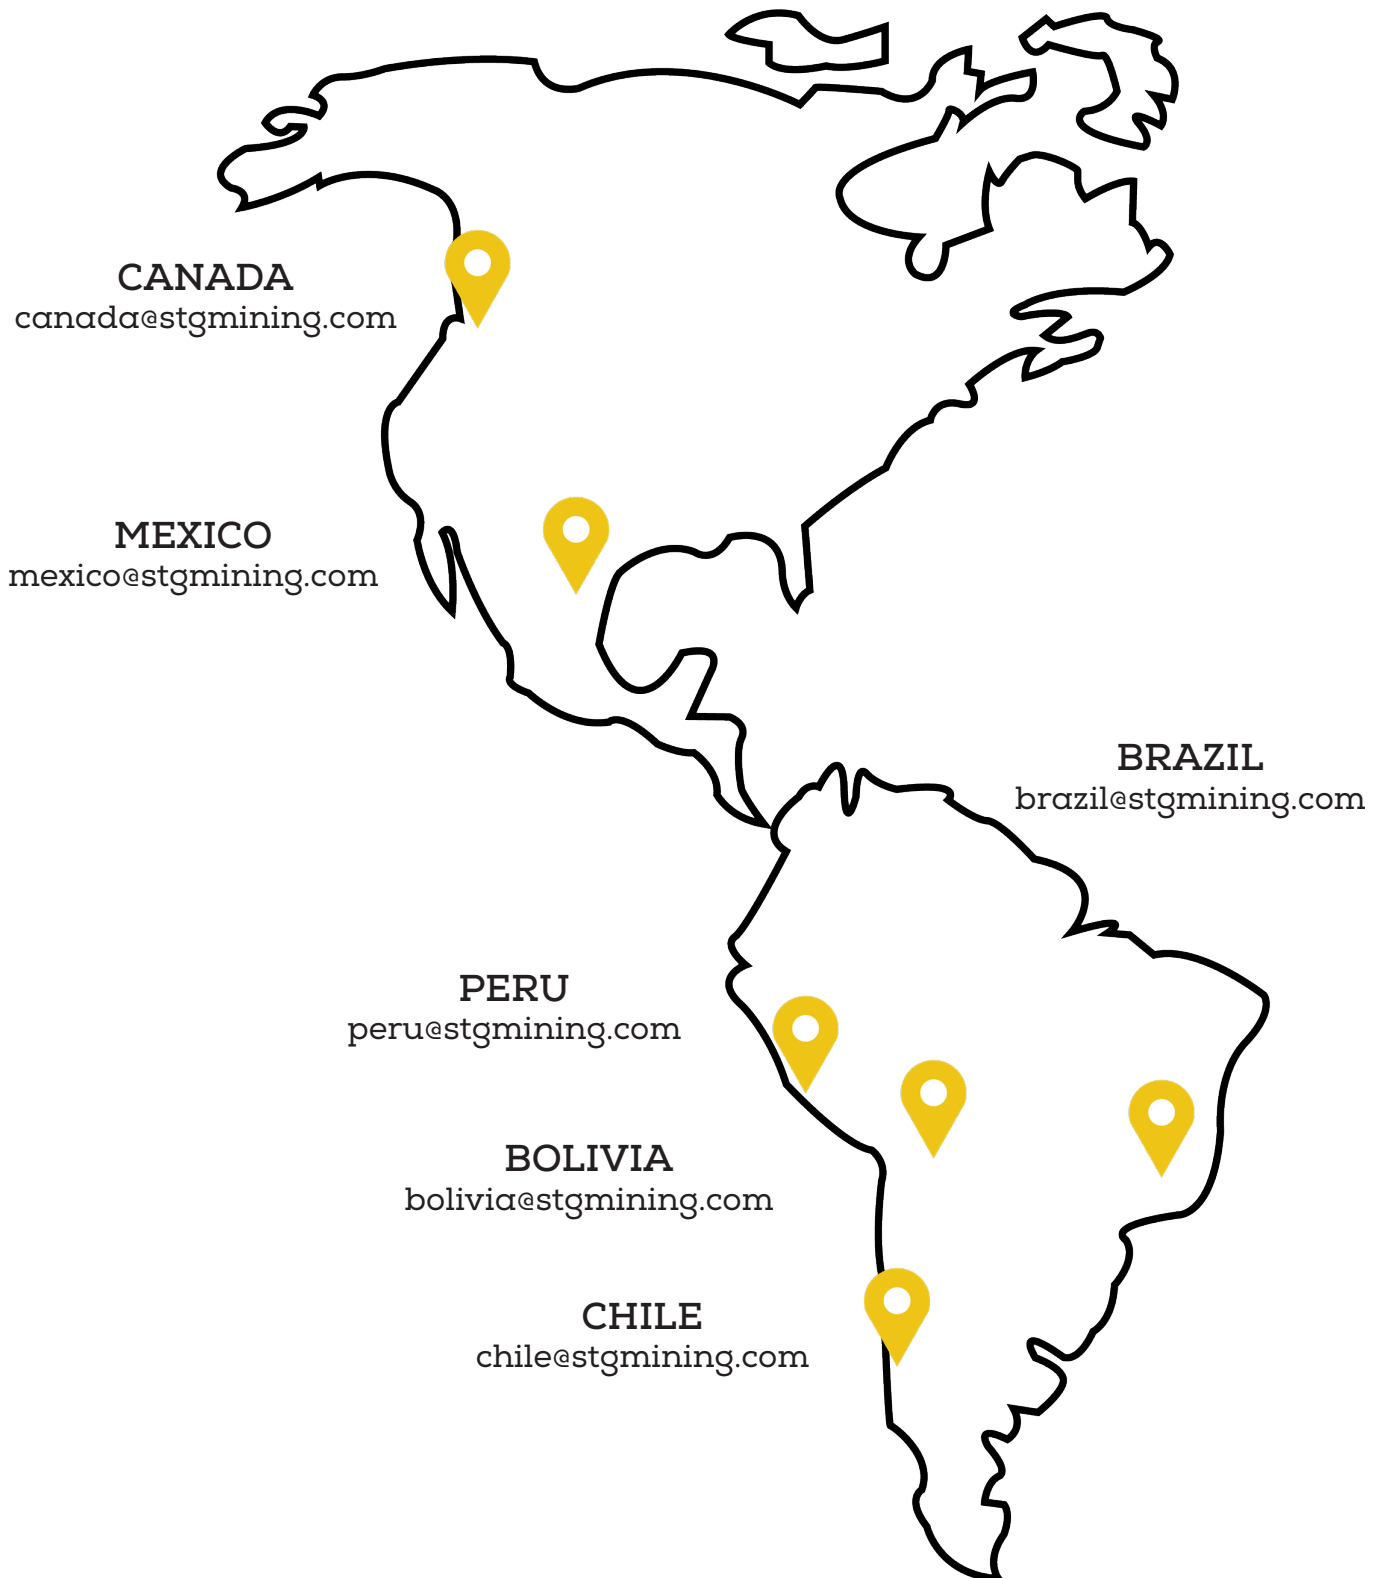 CANADA
canada@stgmining.com
MEXICO
mexico@stgmining.com
BRAZIL
brazil@stgmining.com
PERU
peru@stgmining.com
BOLIVIA
bolivia@stgmining.com
CHILE
chile@stgmining.com